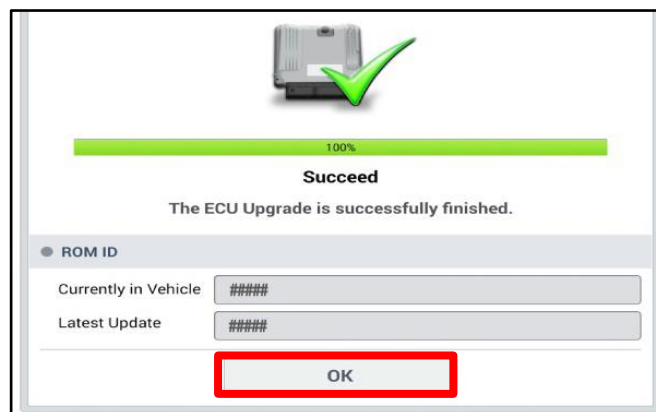 100%
Succeed
The ECU Upgrade is successfully finished.
ROM ID
Currently in Vehicle #####
Latest Update #####
OK